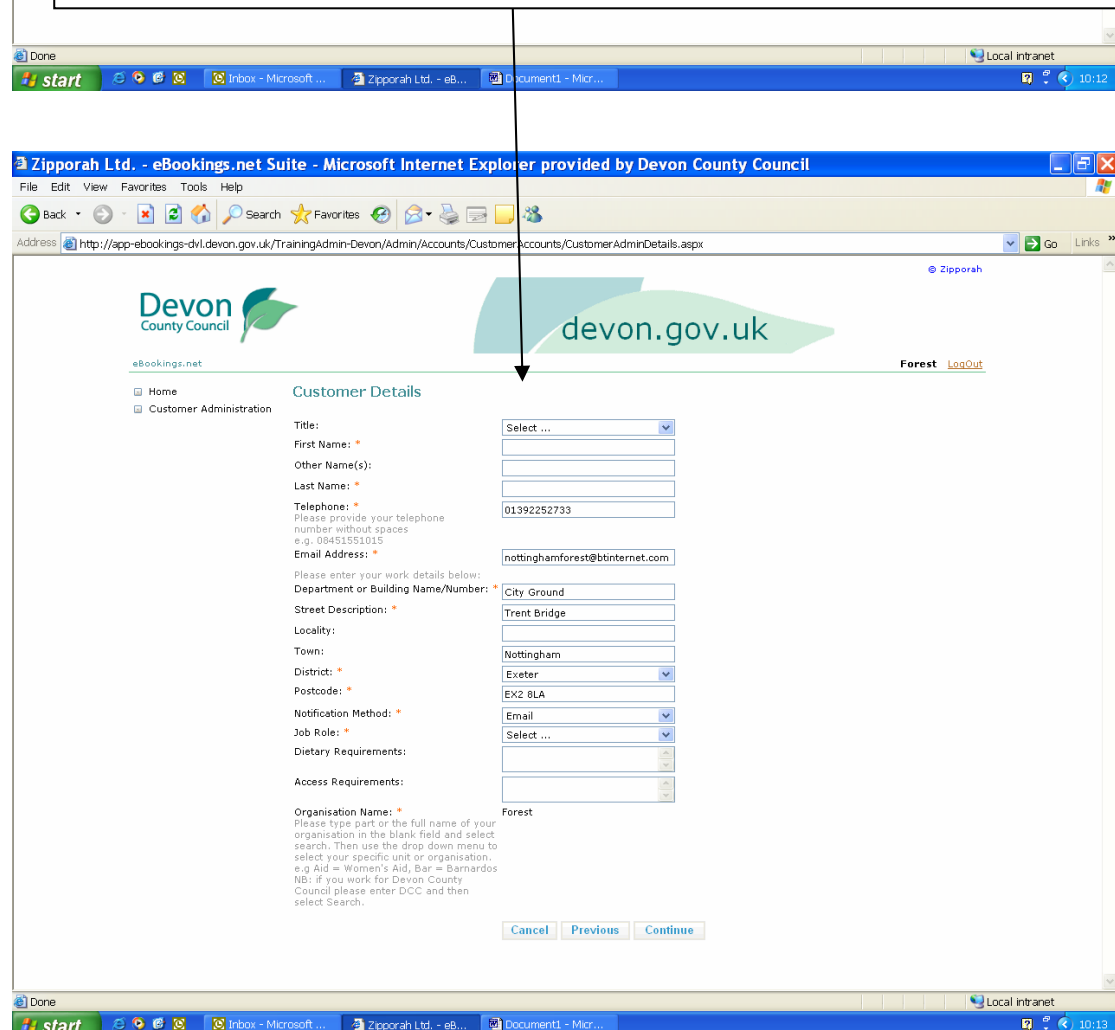 Done
Local intranet
start
Inbox - Microsoft ...
Zipporah Ltd. - eB...
Document1 - Micr...
10:12
Zipporah Ltd. - eBookings.net Suite - Microsoft Internet Explorer provided by Devon County Council
File Edit View Favorites Tools Help
Back Search Favorites
Address http://app-ebookings-dvl.devon.gov.uk/TrainingAdmin-Devon/Admin/Accounts/CustomerAccounts/CustomerAdminDetails.aspx Go Links »
© Zipporah
Devon
County Council
devon.gov.uk
eBookings.net
Forest LogOut
Home
Customer Administration
Customer Details
Title: Select ...
First Name: *
Other Name(s):
Last Name: *
Telephone: * 01392252733
Please provide your telephone
number without spaces
e.g. 08451551015
Email Address: * nottinghamforest@btinternet.com
Please enter your work details below:
Department or Building Name/Number: * City Ground
Street Description: * Trent Bridge
Locality:
Town: Nottingham
District: * Exeter
Postcode: * EX2 8LA
Notification Method: * Email
Job Role: * Select ...
Dietary Requirements:
Access Requirements:
Organisation Name: * Forest
Please type part or the full name of your
organisation in the blank field and select
search. Then use the drop down menu to
select your specific unit or organisation.
e.g Aid = Women's Aid, Bar = Barnardos
NB: if you work for Devon County
Council please enter DCC and then
select Search.
Cancel Previous Continue
Done
Local intranet
start
Inbox - Microsoft ...
Zipporah Ltd. - eB...
Document1 - Micr...
10:13